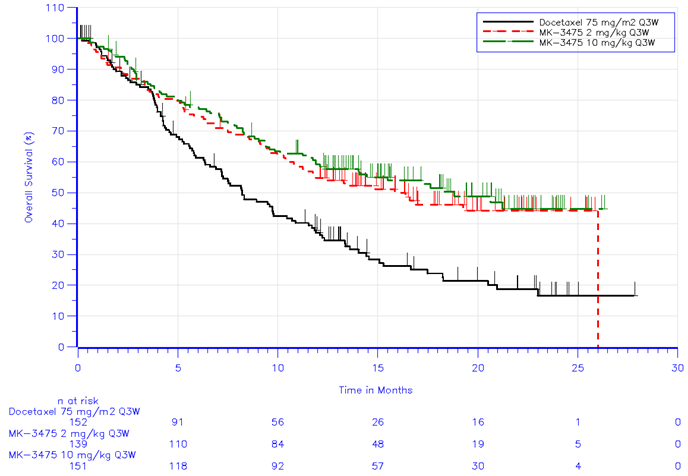 110
100
90
80
70
60
50
40
30
20
10
0
Overall Survival (%)
Docetaxel 75 mg/m2 Q3W
MK-3475 2 mg/kg Q3W
MK-3475 10 mg/kg Q3W
0 5 10 15 20 25 30
Time in Months
n at risk
Docetaxel 75 mg/m2 Q3W
152 91 56 26 16 1 0
MK-3475 2 mg/kg Q3W
139 110 84 48 19 5 0
MK-3475 10 mg/kg Q3W
151 118 92 57 30 4 0